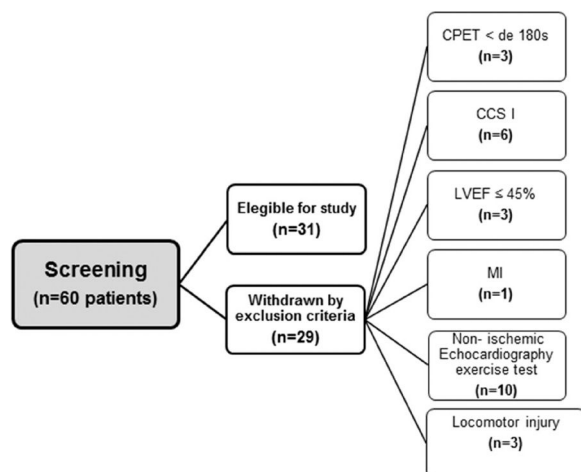 Screening
(n=60 patients)
Elegible for study
(n=31)
Withdrawn by
exclusion criteria
(n=29)
CPET < de 180s
(n=3)
CCS I
(n=6)
LVEF ≤ 45%
(n=3)
MI
(n=1)
Non- ischemic
Echocardiography
exercise test
(n=10)
Locomotor injury
(n=3)